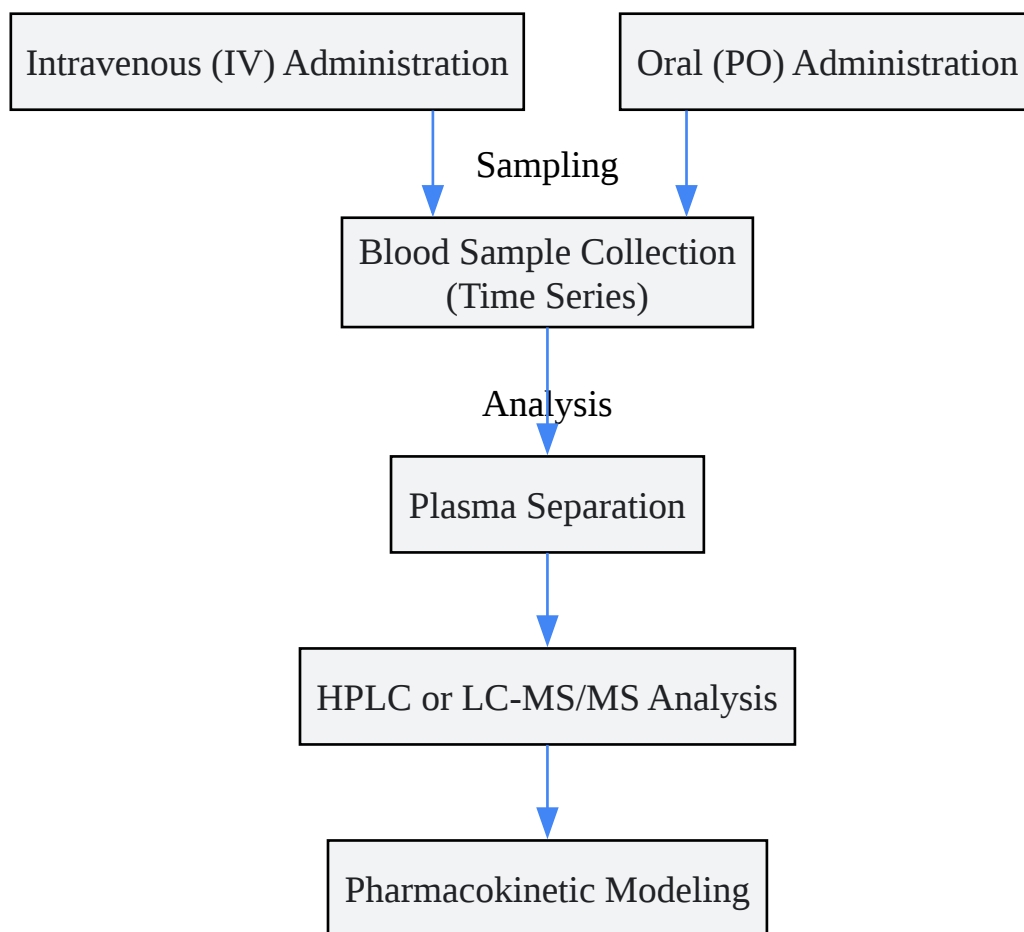 Intravenous (IV) Administration
Oral (PO) Administration
Sampling
Blood Sample Collection
(Time Series)
Analysis
Plasma Separation
HPLC or LC-MS/MS Analysis
Pharmacokinetic Modeling